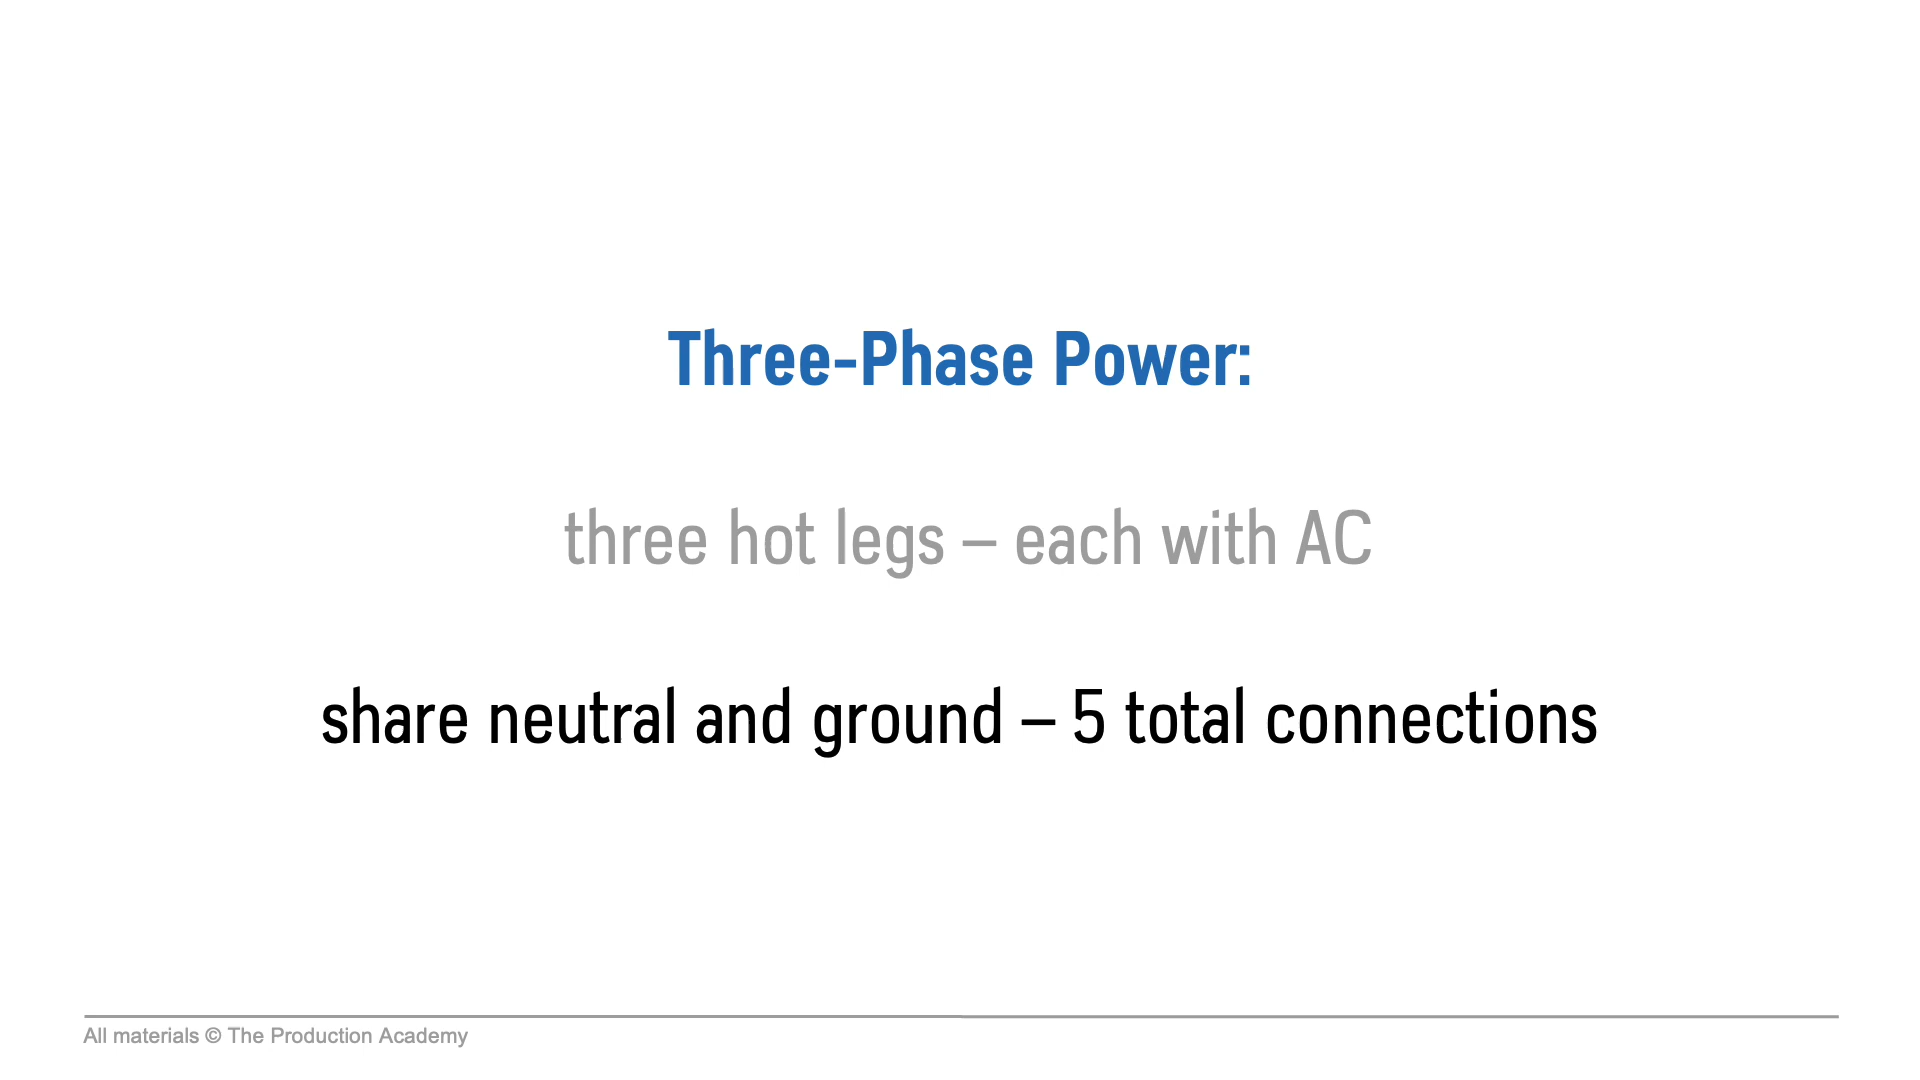 Three-Phase Power:
three hot legs – each with AC
share neutral and ground – 5 total connections
All materials © The Production Academy